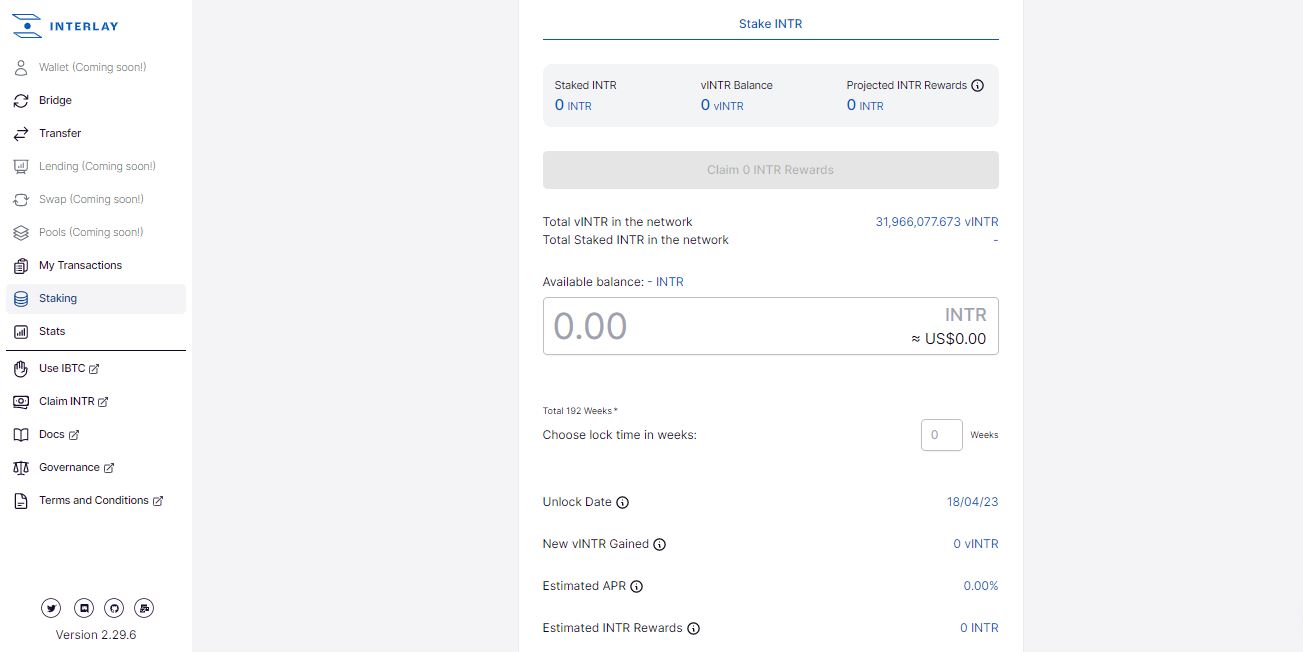 INTERLAY
Wallet (Coming soon!)
Bridge
Transfer
Lending (Coming soon!)
Swap (Coming soon!)
Pools (Coming soon!)
My Transactions
Staking
Stats
Use IBTC
Claim INTR
Docs
Governance
Terms and Conditions
Version 2.29.6
Stake INTR
Staked INTR
0 INTR
vINTR Balance
0 vINTR
Projected INTR Rewards
0 INTR
Claim 0 INTR Rewards
Total vINTR in the network 31,966,077.673 vINTR
Total Staked INTR in the network -
Available balance: - INTR
0.00 INTR
≈ US$0.00
Total 192 Weeks*
Choose lock time in weeks: 0 Weeks
Unlock Date 18/04/23
New vINTR Gained 0 vINTR
Estimated APR 0.00%
Estimated INTR Rewards 0 INTR